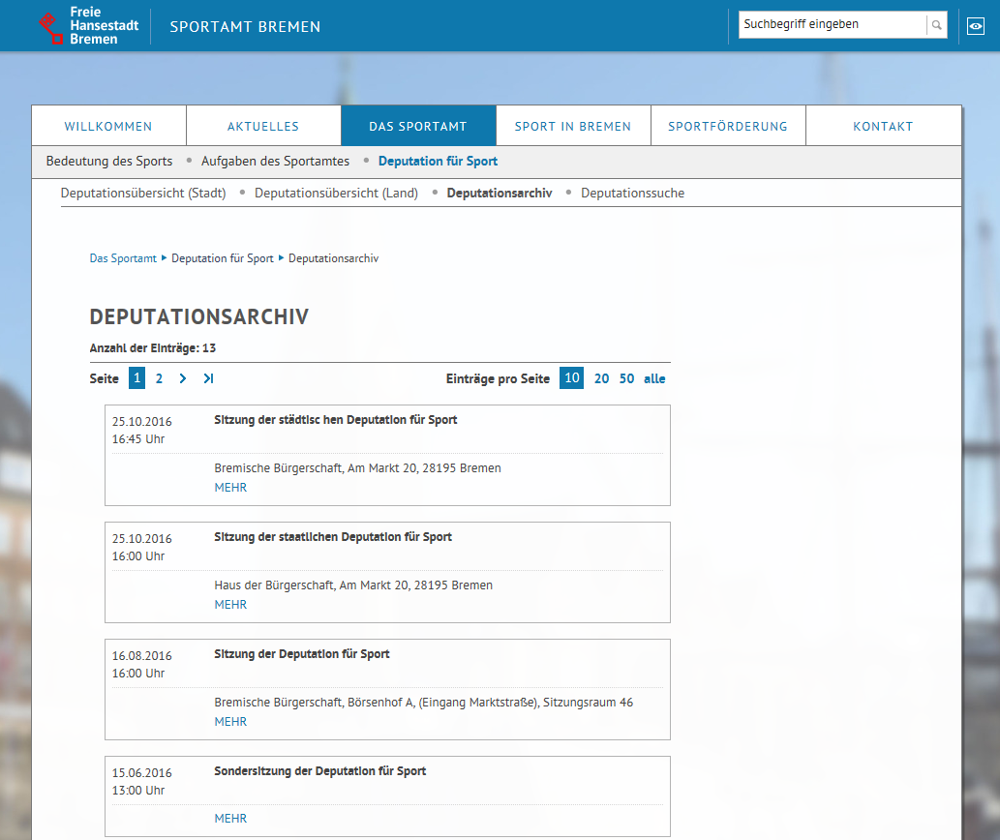 Freie
Hansestadt
Bremen
SPORTAMT BREMEN
Suchbegriff eingeben
WILLKOMMEN
AKTUELLES
DAS SPORTAMT
SPORT IN BREMEN
SPORTFÖRDERUNG
KONTAKT
Bedeutung des Sports • Aufgaben des Sportamtes • Deputation für Sport
Deputationsübersicht (Stadt) • Deputationsübersicht (Land) • Deputationsarchiv • Deputationssuche
Das Sportamt ▸ Deputation für Sport ▸ Deputationsarchiv
DEPUTATIONSARCHIV
Anzahl der Einträge: 13
Seite 1 2
Einträge pro Seite 10 20 50 alle
25.10.2016
16:45 Uhr
Sitzung der städtisc hen Deputation für Sport
Bremische Bürgerschaft, Am Markt 20, 28195 Bremen
MEHR
25.10.2016
16:00 Uhr
Sitzung der staatlichen Deputation für Sport
Haus der Bürgerschaft, Am Markt 20, 28195 Bremen
MEHR
16.08.2016
16:00 Uhr
Sitzung der Deputation für Sport
Bremische Bürgerschaft, Börsenhof A, (Eingang Marktstraße), Sitzungsraum 46
MEHR
15.06.2016
13:00 Uhr
Sondersitzung der Deputation für Sport
MEHR